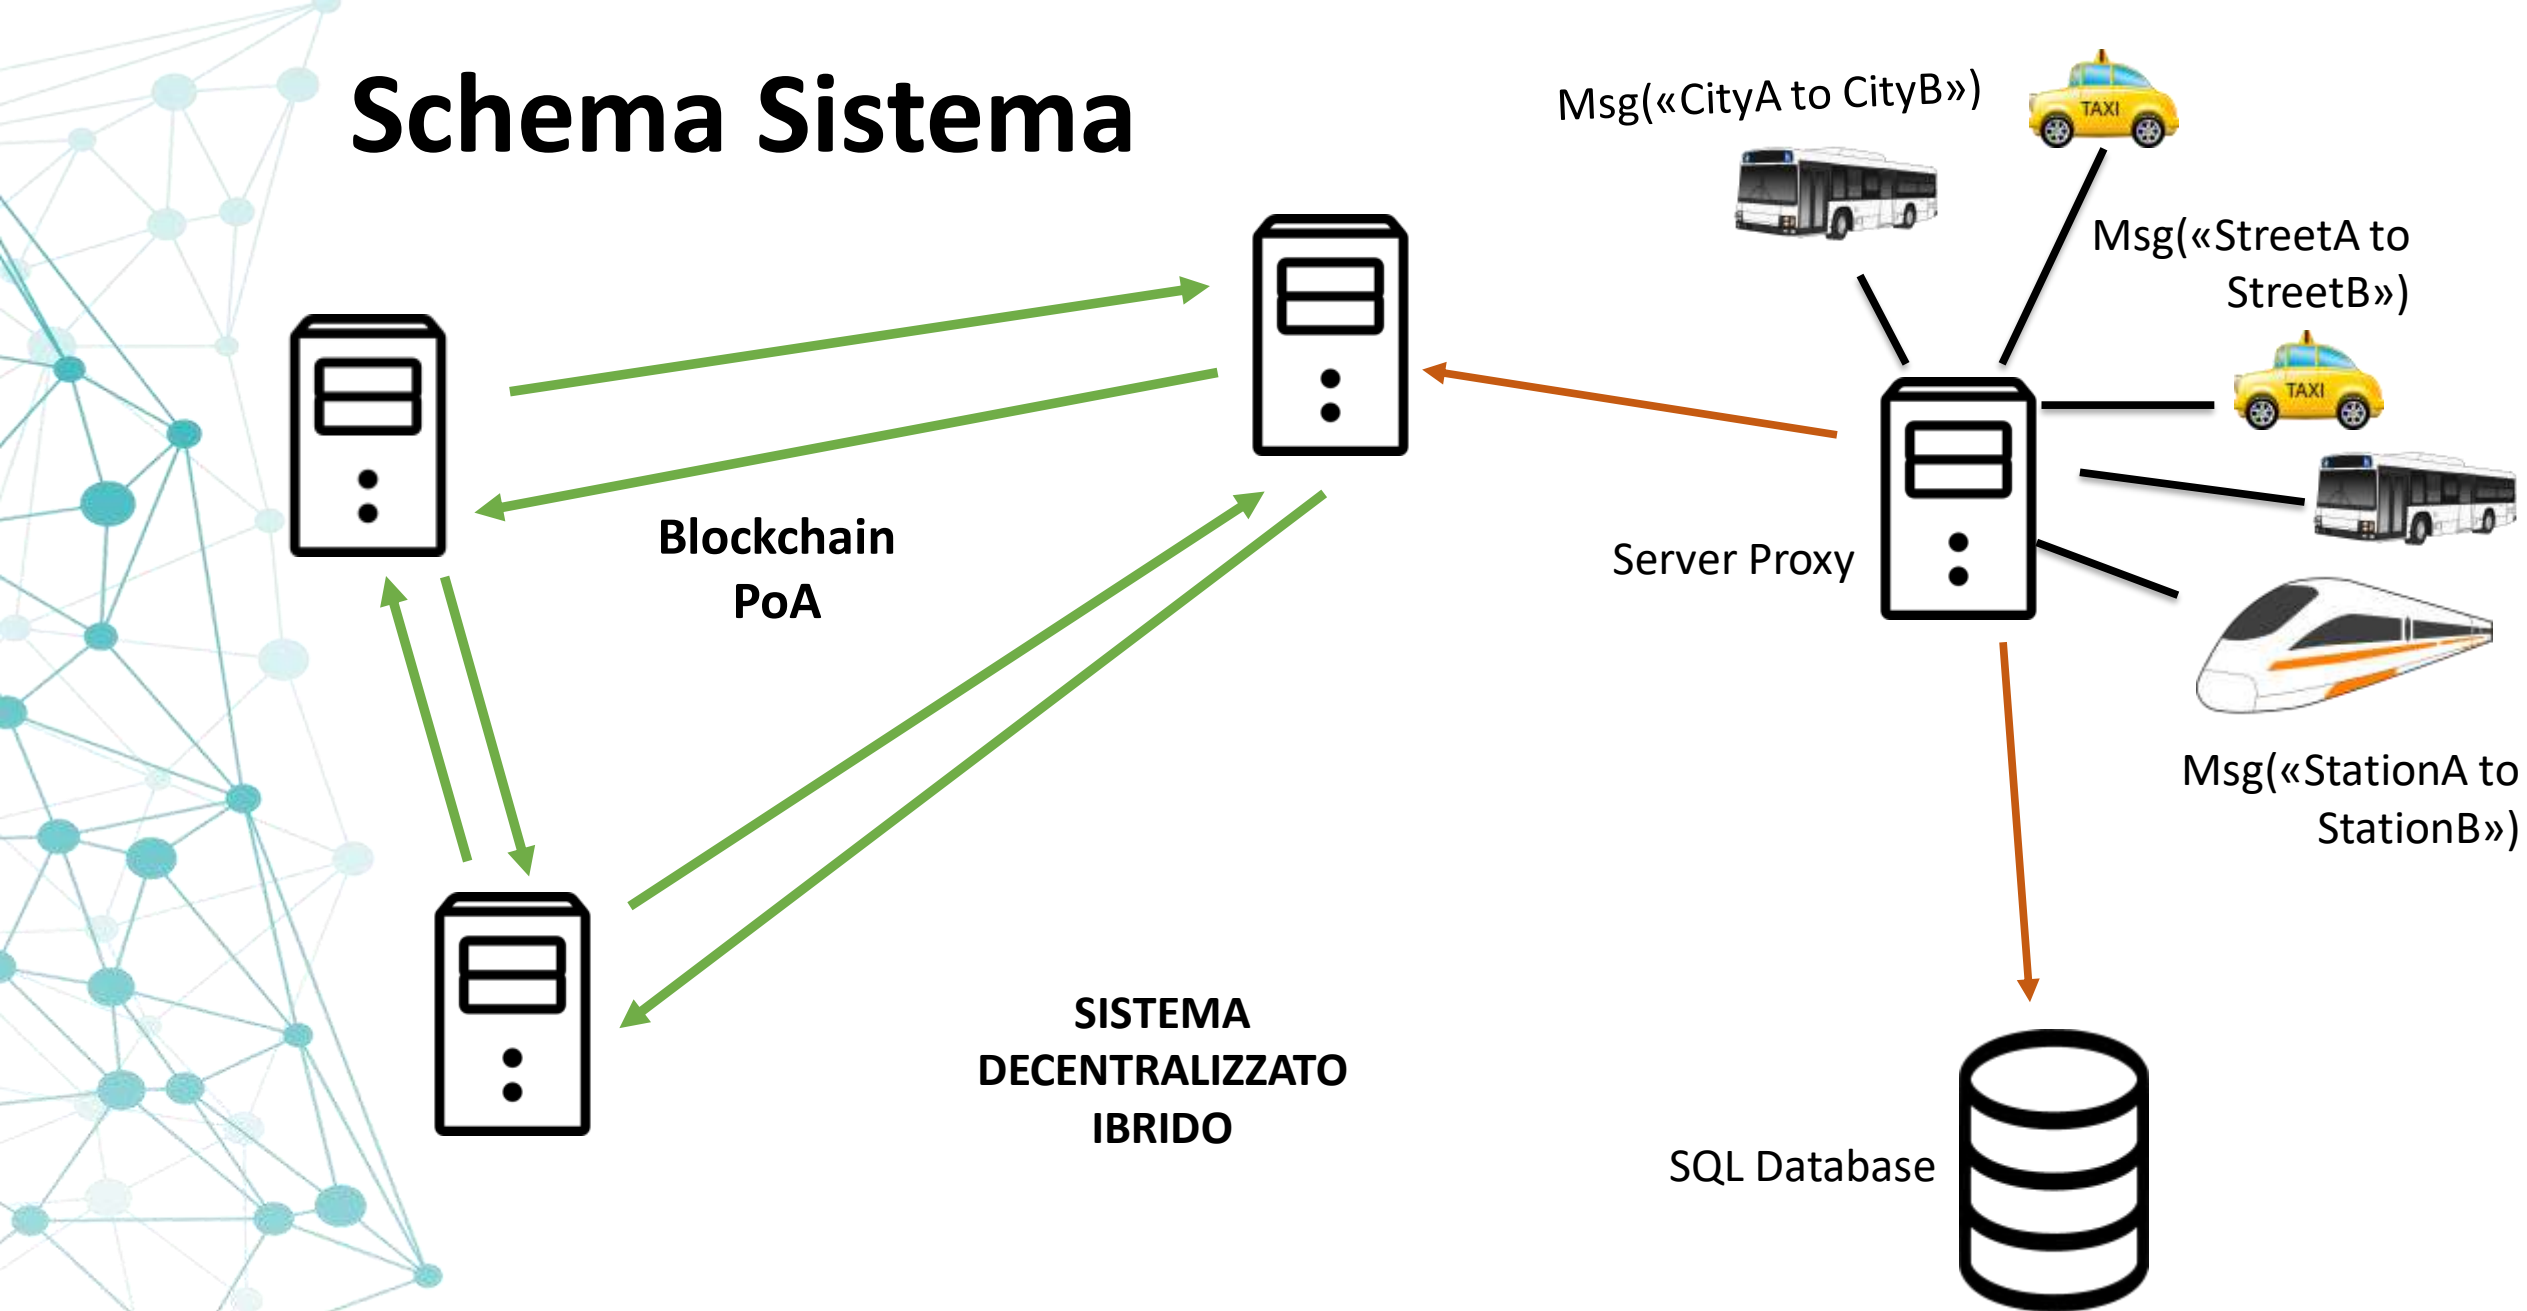 Schema Sistema
Msg(«CityA to CityB»)
TAXI
Msg(«StreetA to
StreetB»)
TAXI
Blockchain
PoA
Server Proxy
Msg(«StationA to
StationB»)
SISTEMA
DECENTRALIZZATO
IBRIDO
SQL Database